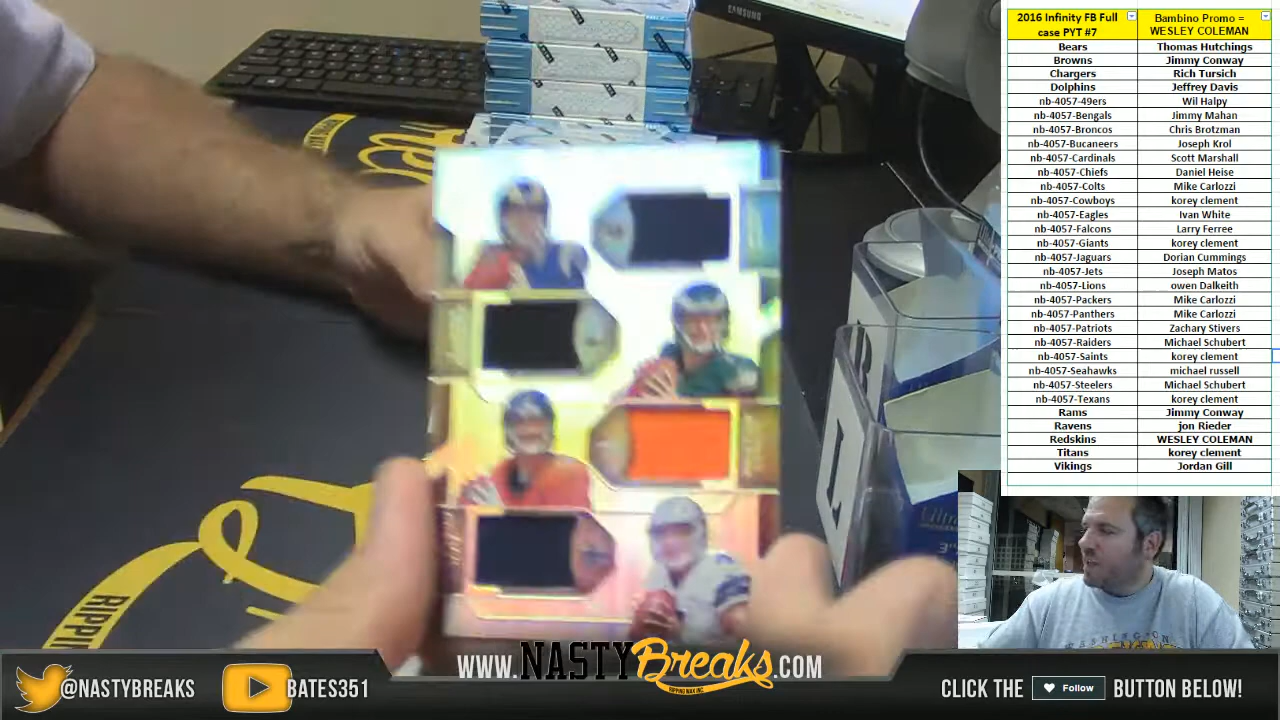 SAMSUNG
2016 Infinity FB Full case PYT #7 Bambino Promo = WESLEY COLEMAN
Bears Thomas Hutchings
Browns Jimmy Conway
Chargers Rich Tursich
Dolphins Jeffrey Davis
nb-4057-49ers Wil Halpy
nb-4057-Bengals Jimmy Mahan
nb-4057-Broncos Chris Brotzman
nb-4057-Bucaneers Joseph Krol
nb-4057-Cardinals Scott Marshall
nb-4057-Chiefs Daniel Heise
nb-4057-Colts Mike Carlozzi
nb-4057-Cowboys korey clement
nb-4057-Eagles Ivan White
nb-4057-Falcons Larry Ferree
nb-4057-Giants korey clement
nb-4057-Jaguars Dorian Cummings
nb-4057-Jets Joseph Matos
nb-4057-Lions owen Dalkeith
nb-4057-Packers Mike Carlozzi
nb-4057-Panthers Mike Carlozzi
nb-4057-Patriots Zachary Stivers
nb-4057-Raiders Michael Schubert
nb-4057-Saints korey clement
nb-4057-Seahawks michael russell
nb-4057-Steelers Michael Schubert
nb-4057-Texans korey clement
Rams Jimmy Conway
Ravens jon Rieder
Redskins WESLEY COLEMAN
Titans korey clement
Vikings Jordan Gill
RIPPIN
WASHINGTON
WWW.NASTYBreaks.COM
RIPPING WAX INC.
@NASTYBREAKS
BATES351
CLICK THE Follow BUTTON BELOW!